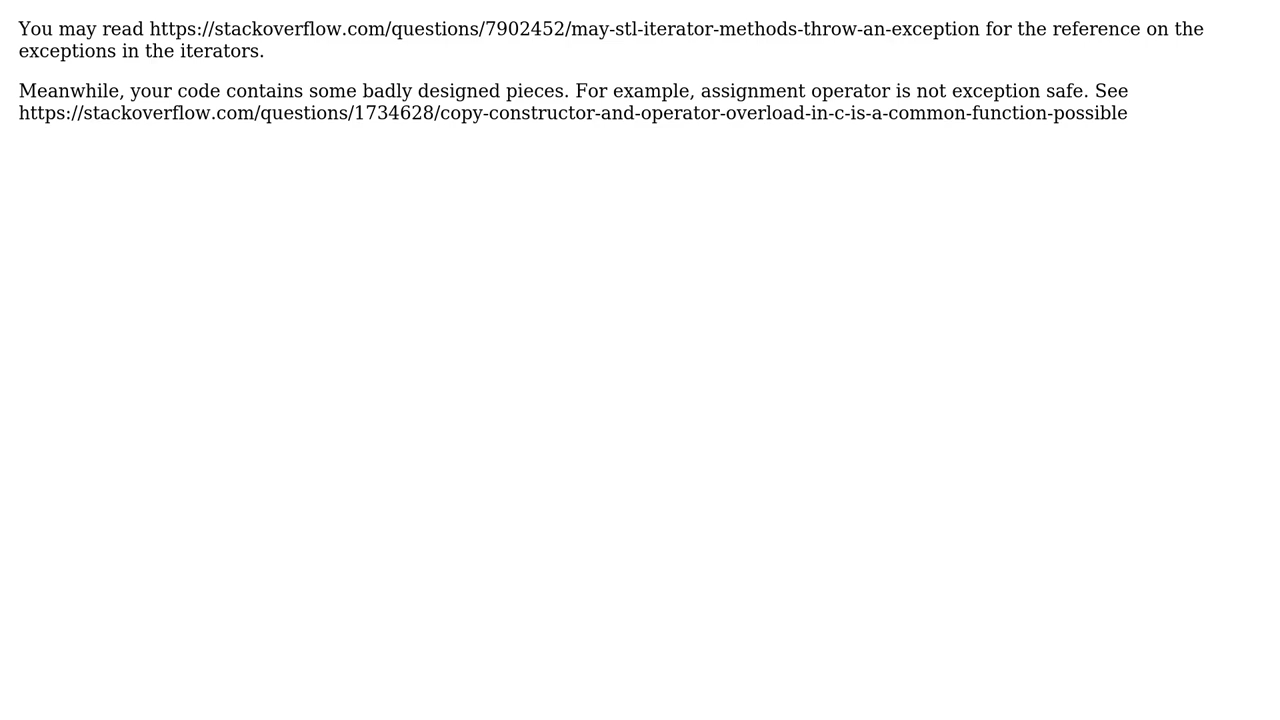 You may read https://stackoverflow.com/questions/7902452/may-stl-iterator-methods-throw-an-exception for the reference on the
exceptions in the iterators.
Meanwhile, your code contains some badly designed pieces. For example, assignment operator is not exception safe. See
https://stackoverflow.com/questions/1734628/copy-constructor-and-operator-overload-in-c-is-a-common-function-possible